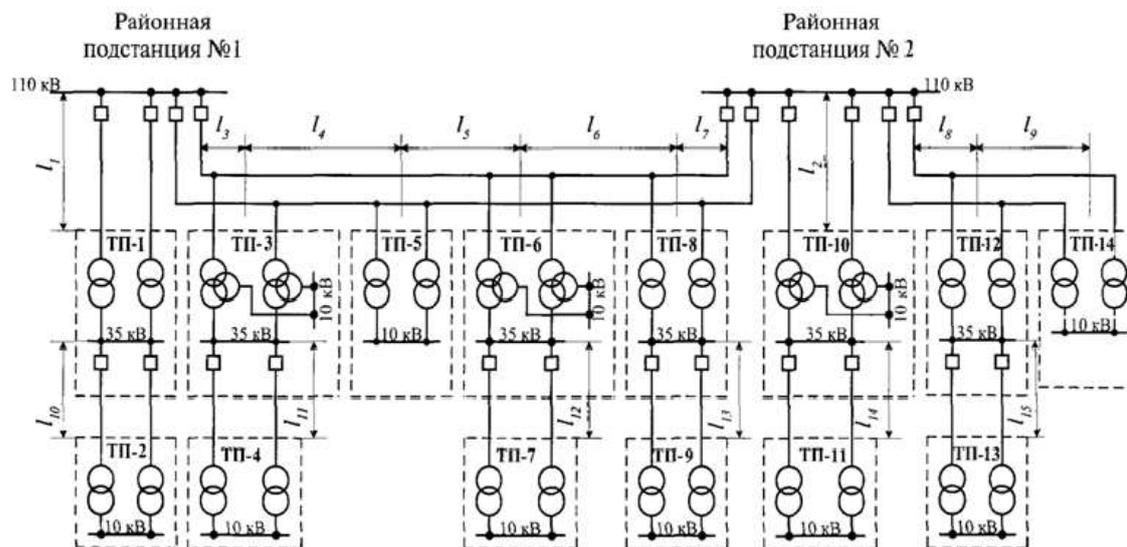 Районная
подстанция №1
Районная
подстанция № 2
110 кВ
110 кВ
l3
l4
l5
l6
l7
l8
l9
l1
l2
ТП-1
ТП-3
ТП-5
ТП-6
ТП-8
ТП-10
ТП-12
ТП-14
10 кВ
10 кВ
10 кВ
35 кВ
35 кВ
10 кВ
35 кВ
35 кВ
35 кВ
35 кВ
10 кВ
l10
l11
l12
l13
l14
l15
ТП-2
ТП-4
ТП-7
ТП-9
ТП-11
ТП-13
10 кВ
10 кВ
10 кВ
10 кВ
10 кВ
10 кВ